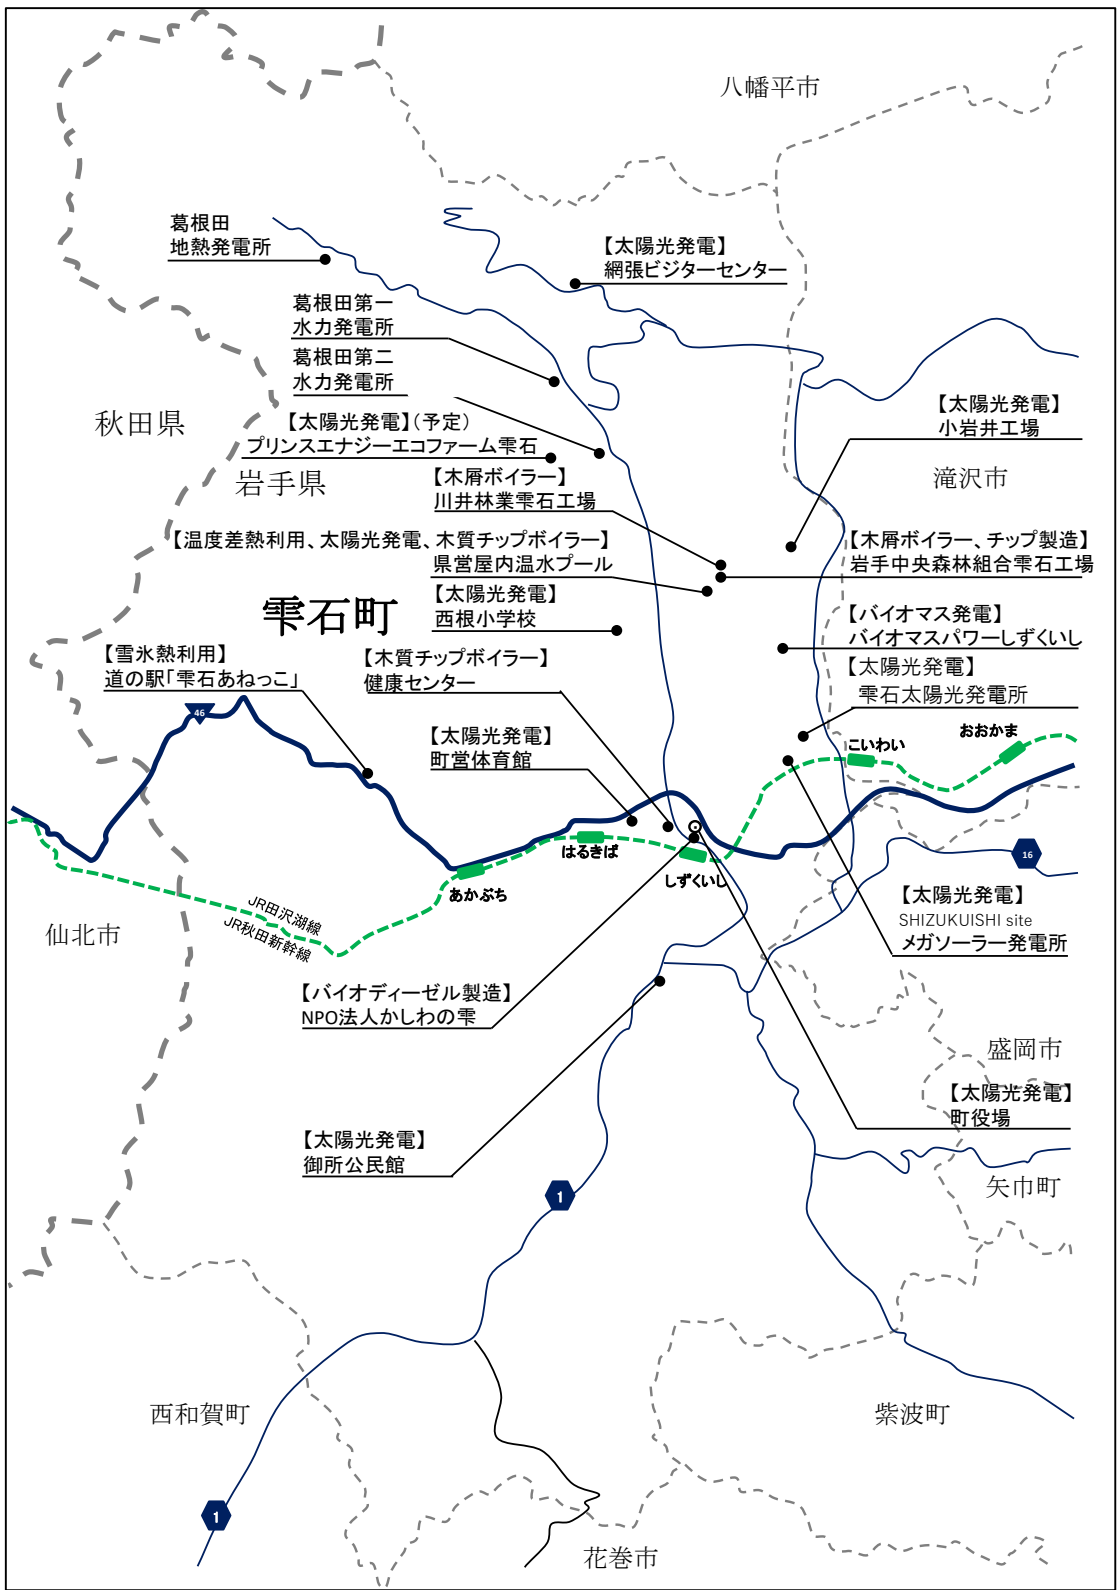 八幡平市
葛根田
地熱発電所
【太陽光発電】
網張ビジターセンター
葛根田第一
水力発電所
葛根田第二
水力発電所
秋田県
【太陽光発電】(予定)
プリンスエナジーエコファーム雫石
【太陽光発電】
小岩井工場
岩手県
【木屑ボイラー】
川井林業雫石工場
滝沢市
【温度差熱利用、太陽光発電、木質チップボイラー】
県営屋内温水プール
【木屑ボイラー、チップ製造】
岩手中央森林組合雫石工場
【太陽光発電】
西根小学校
雫石町
【バイオマス発電】
バイオマスパワーしずくいし
【雪氷熱利用】
道の駅「雫石あねっこ」
【木質チップボイラー】
健康センター
【太陽光発電】
雫石太陽光発電所
46
【太陽光発電】
町営体育館
こいわい
おおかま
はるきば
しずくいし
16
あかぶち
JR田沢湖線
JR秋田新幹線
仙北市
【太陽光発電】
SHIZUKUISHI site
メガソーラー発電所
【バイオディーゼル製造】
NPO法人かしわの雫
盛岡市
【太陽光発電】
町役場
【太陽光発電】
御所公民館
矢巾町
1
西和賀町
紫波町
1
花巻市